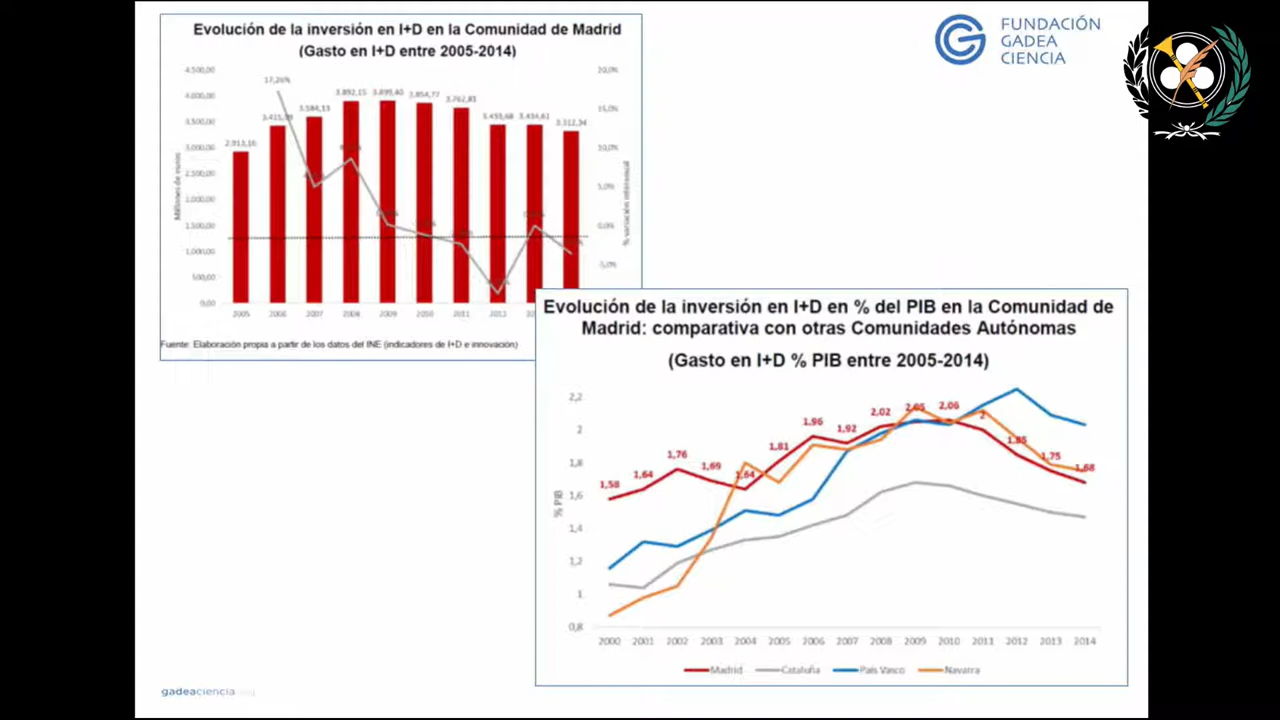 Evolución de la inversión en I+D en la Comunidad de Madrid
(Gasto en I+D entre 2005-2014)
FUNDACIÓN
GADEA
CIENCIA
4.500,00
4.000,00
3.500,00
3.000,00
2.500,00
2.000,00
1.500,00
1.000,00
500,00
0,00
Millones de euros
17,26%
2.913,16
3.584,13
3.892,15
3.899,40
3.854,77
3.762,81
3.433,68
3.434,61
3.312,94
20,0%
15,0%
10,0%
5,0%
0,0%
-5,0%
% variación interanual
2005 2006 2007 2008 2009 2010 2011 2012
Fuente: Elaboración propia a partir de los datos del INE (indicadores de I+D e innovación)
Evolución de la inversión en I+D en % del PIB en la Comunidad de
Madrid: comparativa con otras Comunidades Autónomas
(Gasto en I+D % PIB entre 2005-2014)
% PIB
2,2
2
1,8
1,6
1,4
1,2
1
0,8
1,58 1,64 1,76 1,69 1,64 1,81 1,96 1,92 2,02 2,05 2,06 2 1,85 1,75 1,68
2000 2001 2002 2003 2004 2005 2006 2007 2008 2009 2010 2011 2012 2013 2014
Madrid Cataluña País Vasco Navarra
gadeaciencia.org